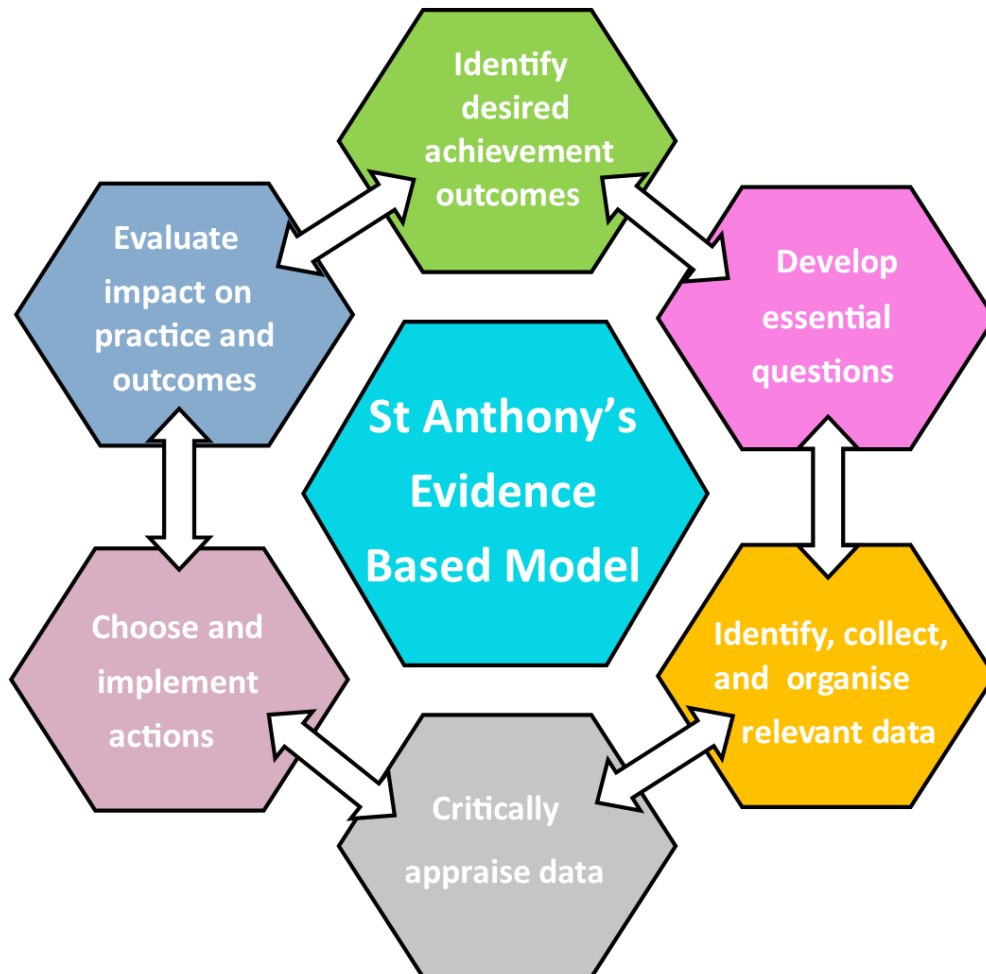 Identify
desired
achievement
outcomes
Develop
essential
questions
Identify, collect,
and organise
relevant data
Critically
appraise data
Choose and
implement
actions
Evaluate
impact on
practice and
outcomes
St Anthony’s
Evidence
Based Model